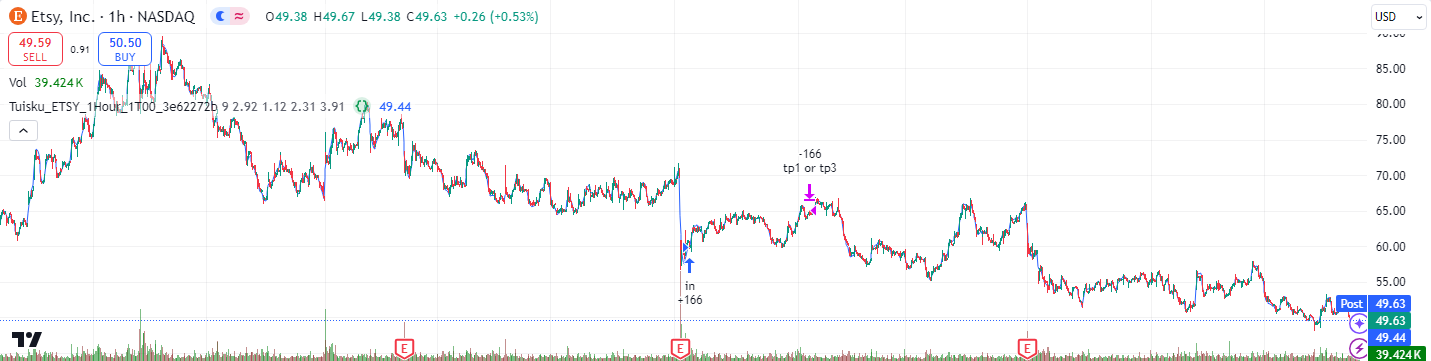 E Etsy, Inc. · 1h · NASDAQ O49.38 H49.67 L49.38 C49.63 +0.26 (+0.53%)
USD
90.00
49.59 SELL
0.91
50.50 BUY
Vol 39.424 K
Tuisku_ETSY_1Hour_1T00_3e62272b 9 2.92 1.12 2.31 3.91 {} 49.44
85.00
80.00
75.00
70.00
65.00
60.00
55.00
-166
tp1 or tp3
in
+166
Post 49.63
49.63
49.44
39.424 K
E
E
E